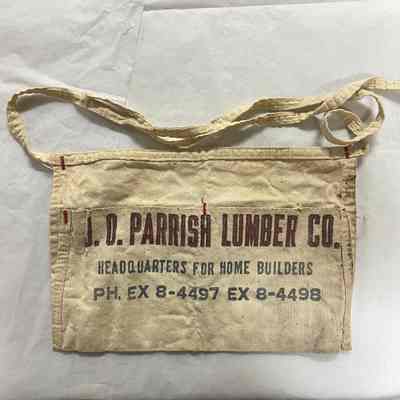 J. O. PARRISH LUMBER CO.
HEADQUARTERS FOR HOME BUILDERS
PH. EX 8-4497 EX 8-4498